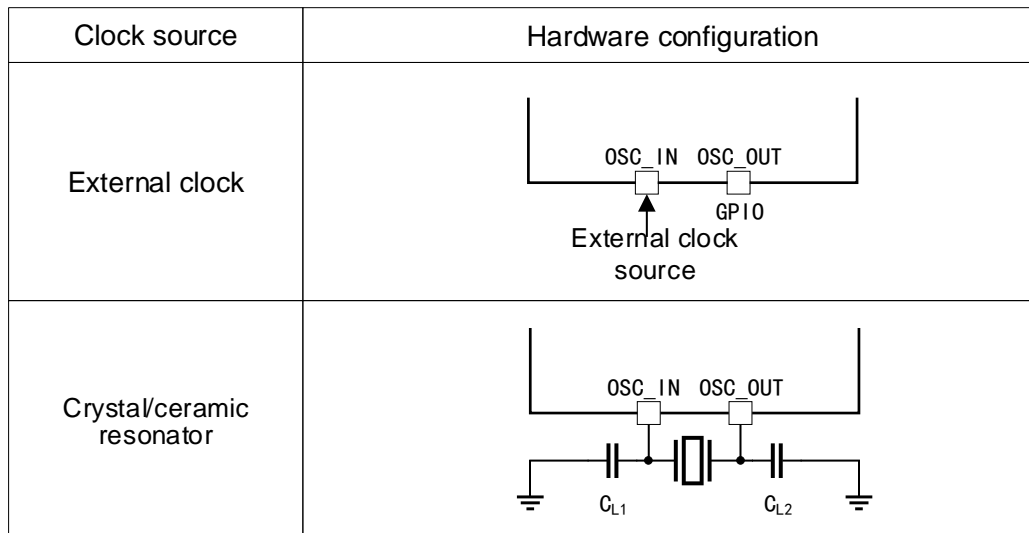 Clock source
Hardware configuration
External clock
OSC_IN OSC_OUT
GPIO
External clock
source
Crystal/ceramic
resonator
OSC_IN OSC_OUT
CL1
CL2